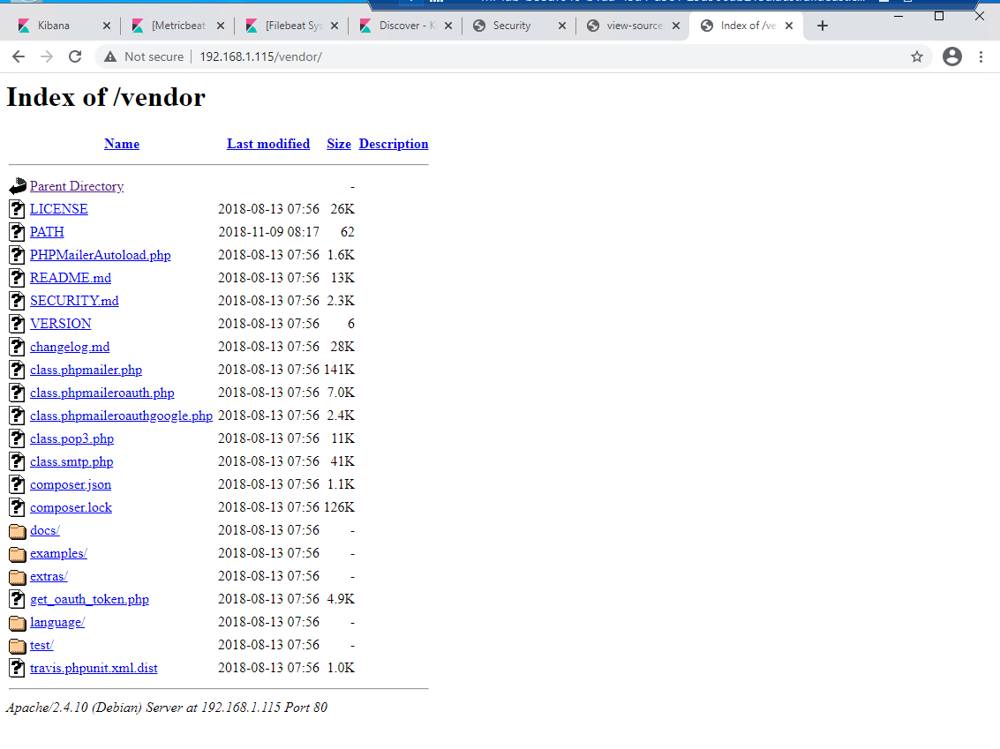 Kibana
[Metricbeat
[Filebeat Sys
Discover - K
Security
view-source
Index of /ve
Not secure
192.168.1.115/vendor/
Index of /vendor
Name Last modified Size Description
Parent Directory -
LICENSE 2018-08-13 07:56 26K
PATH 2018-11-09 08:17 62
PHPMailerAutoload.php 2018-08-13 07:56 1.6K
README.md 2018-08-13 07:56 13K
SECURITY.md 2018-08-13 07:56 2.3K
VERSION 2018-08-13 07:56 6
changelog.md 2018-08-13 07:56 28K
class.phpmailer.php 2018-08-13 07:56 141K
class.phpmaileroauth.php 2018-08-13 07:56 7.0K
class.phpmaileroauthgoogle.php 2018-08-13 07:56 2.4K
class.pop3.php 2018-08-13 07:56 11K
class.smtp.php 2018-08-13 07:56 41K
composer.json 2018-08-13 07:56 1.1K
composer.lock 2018-08-13 07:56 126K
docs/ 2018-08-13 07:56 -
examples/ 2018-08-13 07:56 -
extras/ 2018-08-13 07:56 -
get_oauth_token.php 2018-08-13 07:56 4.9K
language/ 2018-08-13 07:56 -
test/ 2018-08-13 07:56 -
travis.phpunit.xml.dist 2018-08-13 07:56 1.0K
Apache/2.4.10 (Debian) Server at 192.168.1.115 Port 80